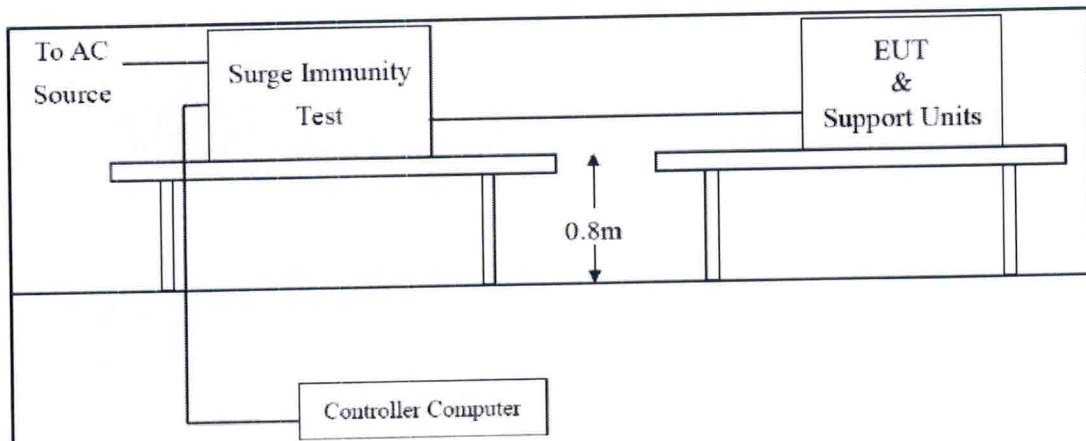 To AC
Source
Surge Immunity
Test
EUT
&
Support Units
0.8m
Controller Computer